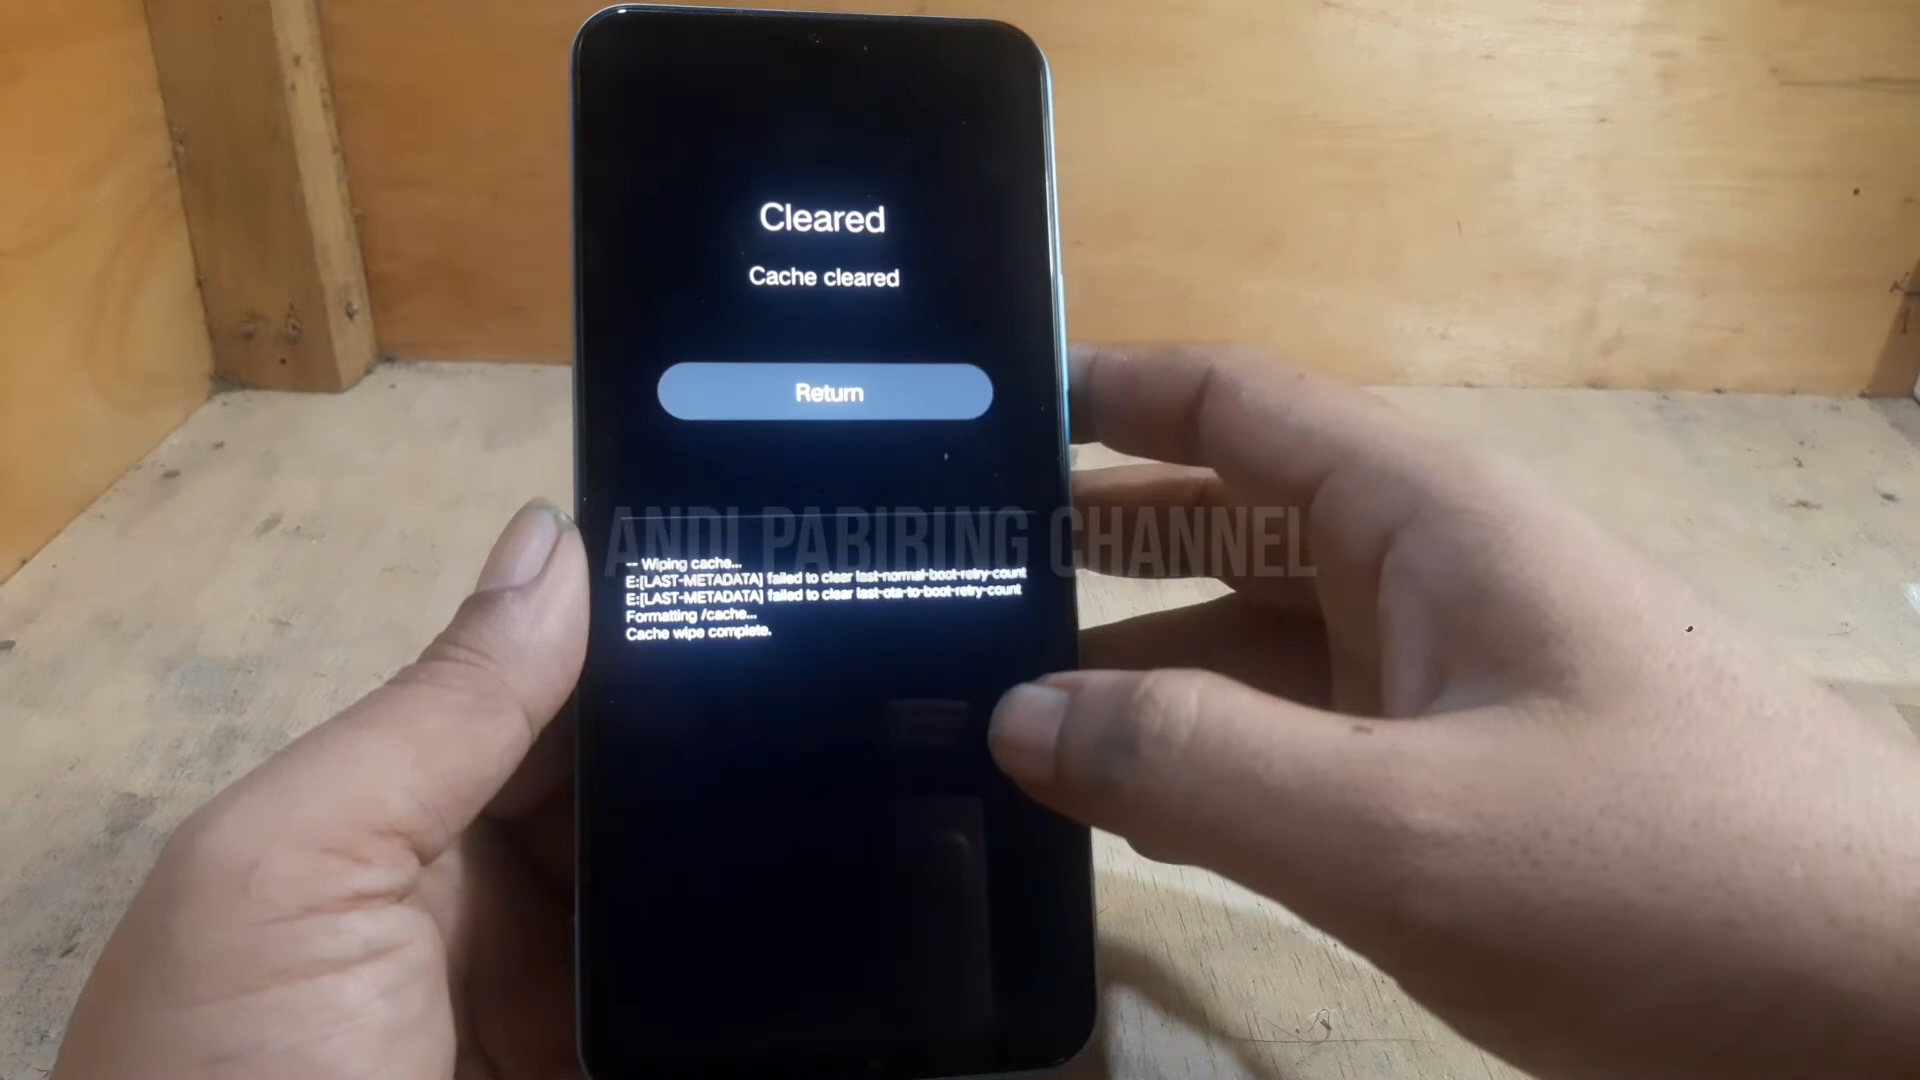 Cleared
Cache cleared
Return
ANDI PABIRING CHANNEL
-- Wiping cache...
E:[LAST-METADATA] failed to clear last-normal-boot-retry-count
E:[LAST-METADATA] failed to clear last-ota-to-boot-retry-count
Formatting /cache...
Cache wipe complete.